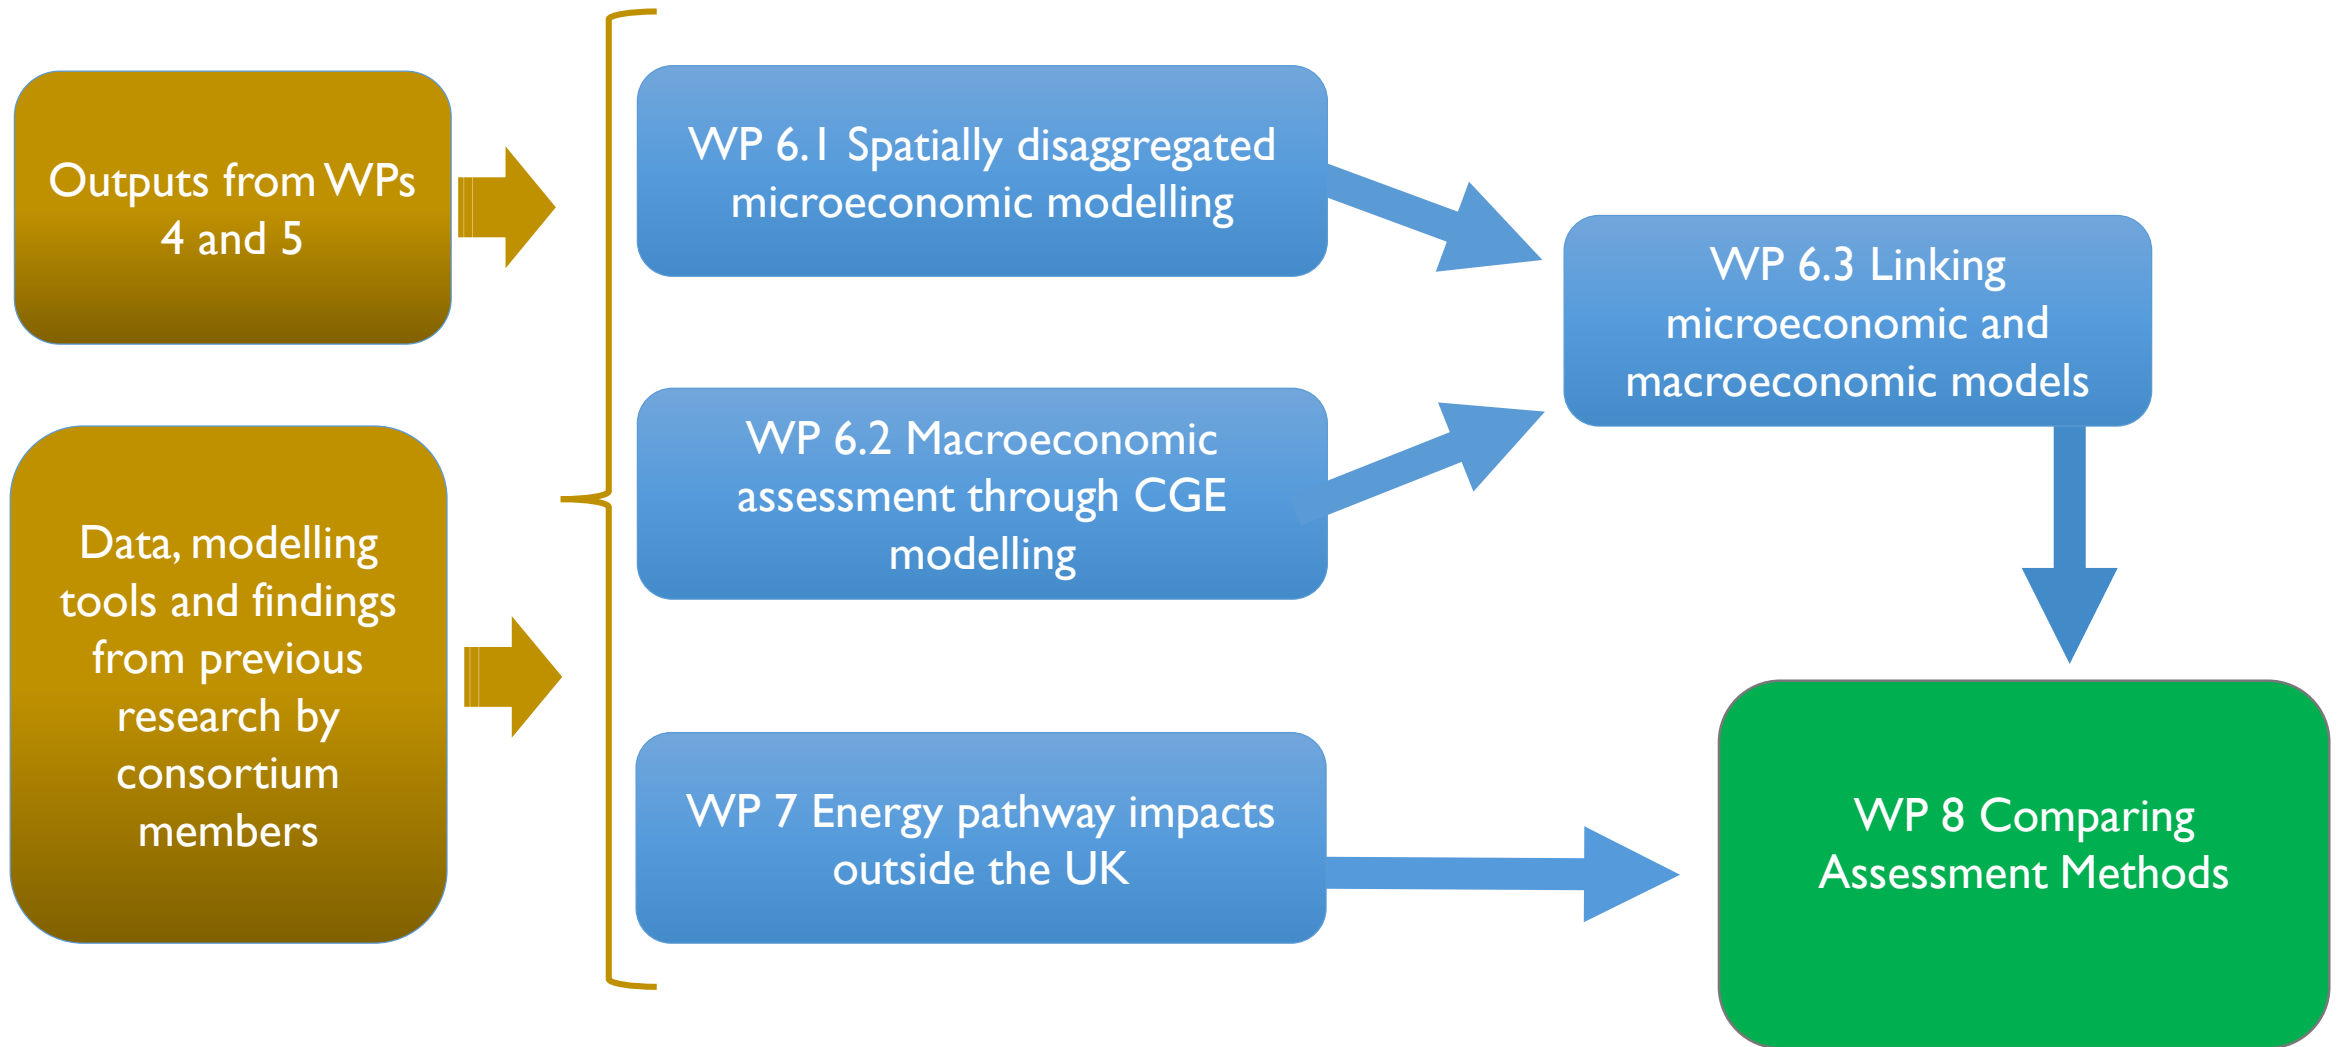 Outputs from WPs
4 and 5
Data, modelling
tools and findings
from previous
research by
consortium
members
WP 6.1 Spatially disaggregated
microeconomic modelling
WP 6.2 Macroeconomic
assessment through CGE
modelling
WP 7 Energy pathway impacts
outside the UK
WP 6.3 Linking
microeconomic and
macroeconomic models
WP 8 Comparing
Assessment Methods